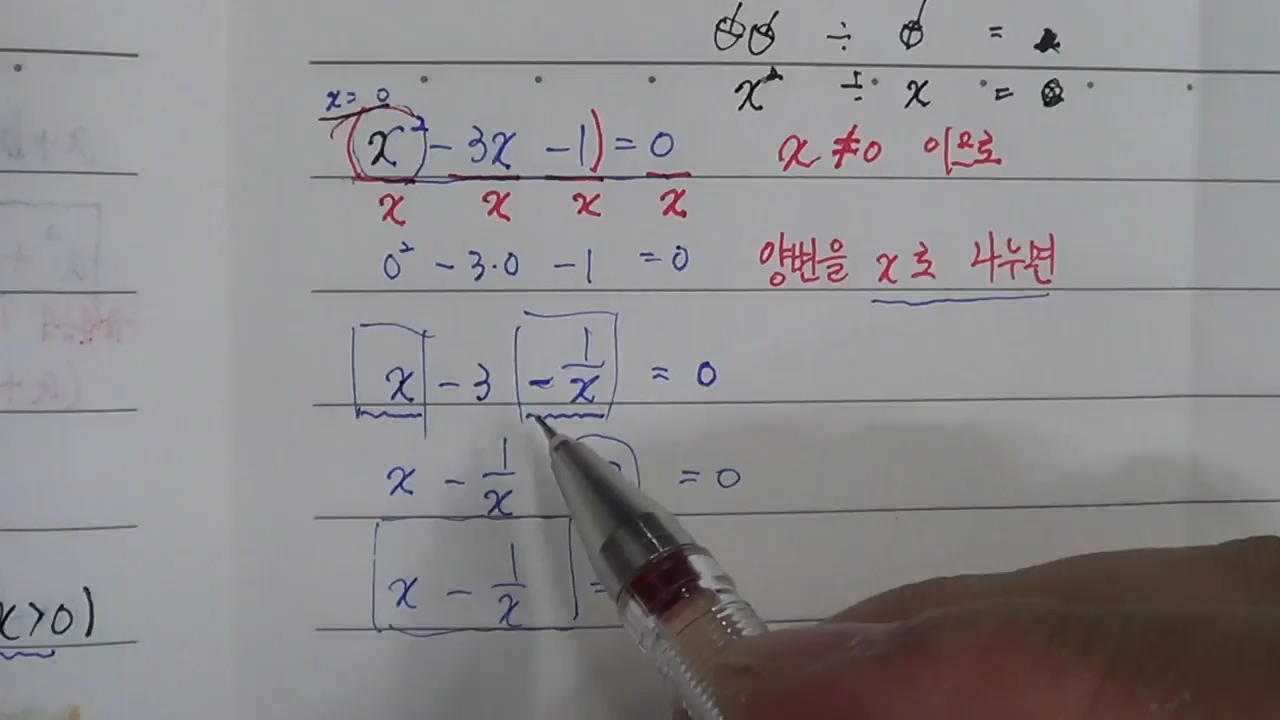 ÷ =
x² ÷ x =
x = 0
(x² - 3x - 1) = 0 x ≠ 0 이므로
x x x x
0² - 3·0 - 1 = 0 양변을 x로 나누면
x - 3 - 1/x = 0
x - 1/x = 0
x - 1/x =
x>0)